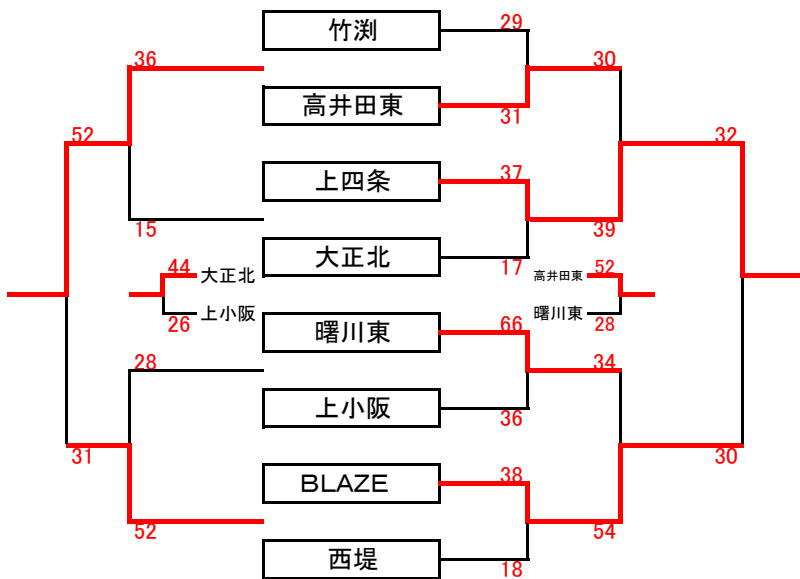 竹渕 29
36 30
高井田東 31
52 32
上四条 37
15 39
大正北 17
44 大正北 高井田東 52
26 上小阪 曙川東 28
曙川東 66
28 34
上小阪 36
31 30
BLAZE 38
52 54
西堤 18